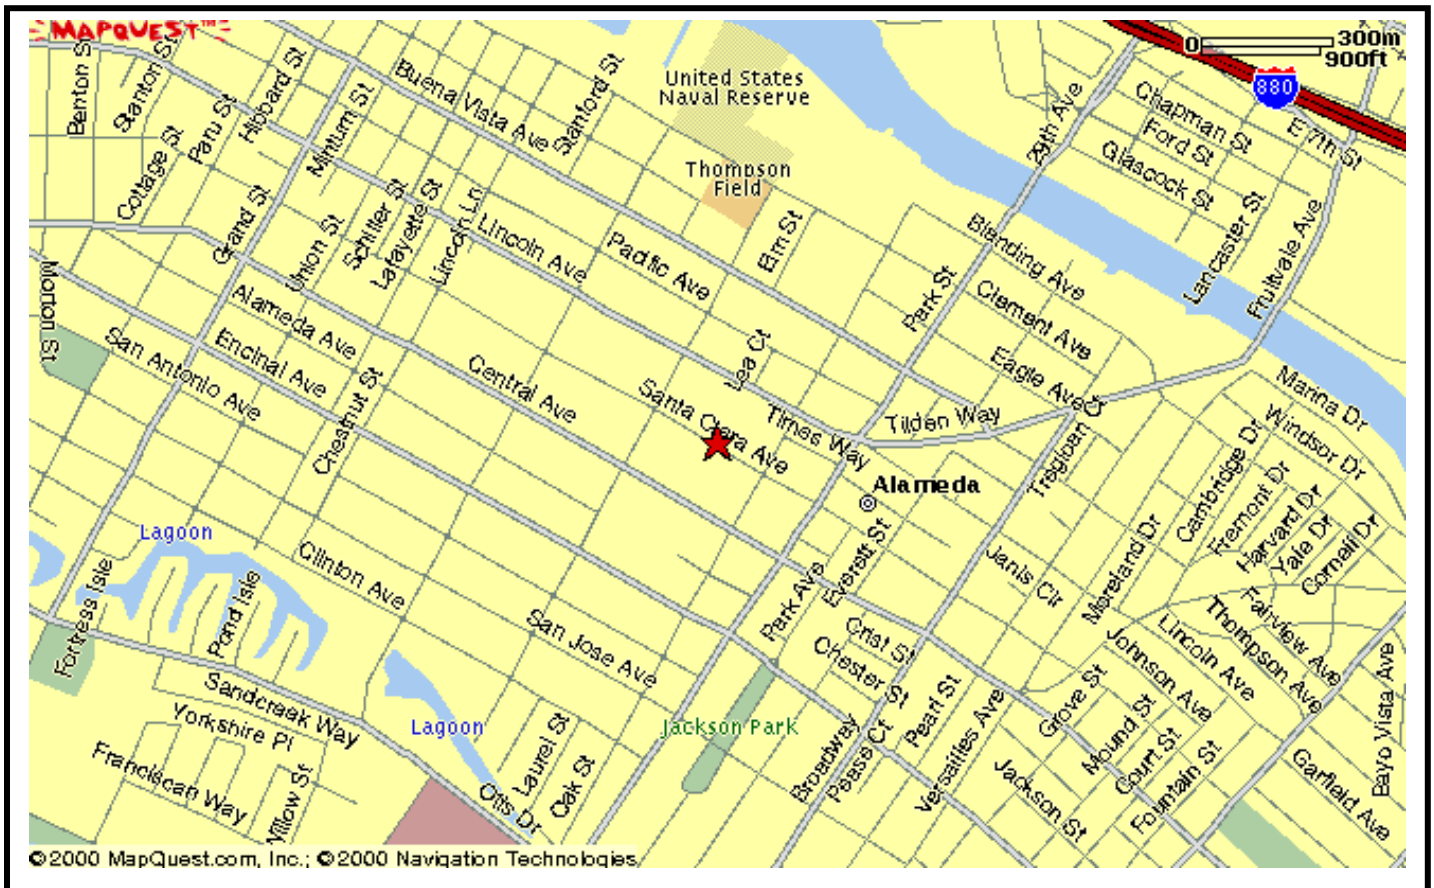 MAPQUEST™
0
300m
900ft
880
Benton S
Stanton St
Hibbard St
Paru St
Cottage St
Minturn St
Buena Vista Ave
Stanford St
United States
Naval Reserve
Thompson
Field
29th Ave
Chapman St
Ford St
Glascock St
E 7th St
Lancaster St
Fruitvale Ave
Grand St
Union St
Schiller St
Lafayette St
Lincoln Ln
Lincoln Ave
Pacific Ave
Elm St
Park St
Blanding Ave
Clement Ave
Eagle Ave
Morton St
Alameda Ave
San Antonio Ave
Encinal Ave
Chestnut St
Central Ave
Santa Clara Ave
Lea Ct
Times Way
Tilden Way
Tregloan Ct
Marina Dr
Windsor Dr
Cambridge Dr
Fremont Dr
Harvard Dr
Yale Dr
Cornell Dr
Alameda
Everett St
Park Ave
Janis Cir
Moreland Dr
Lagoon
Clinton Ave
Fortress Isle
Pond Isle
San Jose Ave
Crist St
Chester St
Johnson Ave
Lincoln Ave
Thompson Ave
Fairview Ave
Bayo Vista Ave
Sandcreek Way
Yorkshire Pl
Franciscan Way
Willow St
Lagoon
Laurel St
Oak St
Otis Dr
Jackson Park
Broadway
Pease Ct
Pearl St
Versailles Ave
Grove St
Mound St
Court St
Fountain St
Jackson St
Garfield Ave
©2000 MapQuest.com, Inc.; ©2000 Navigation Technologies